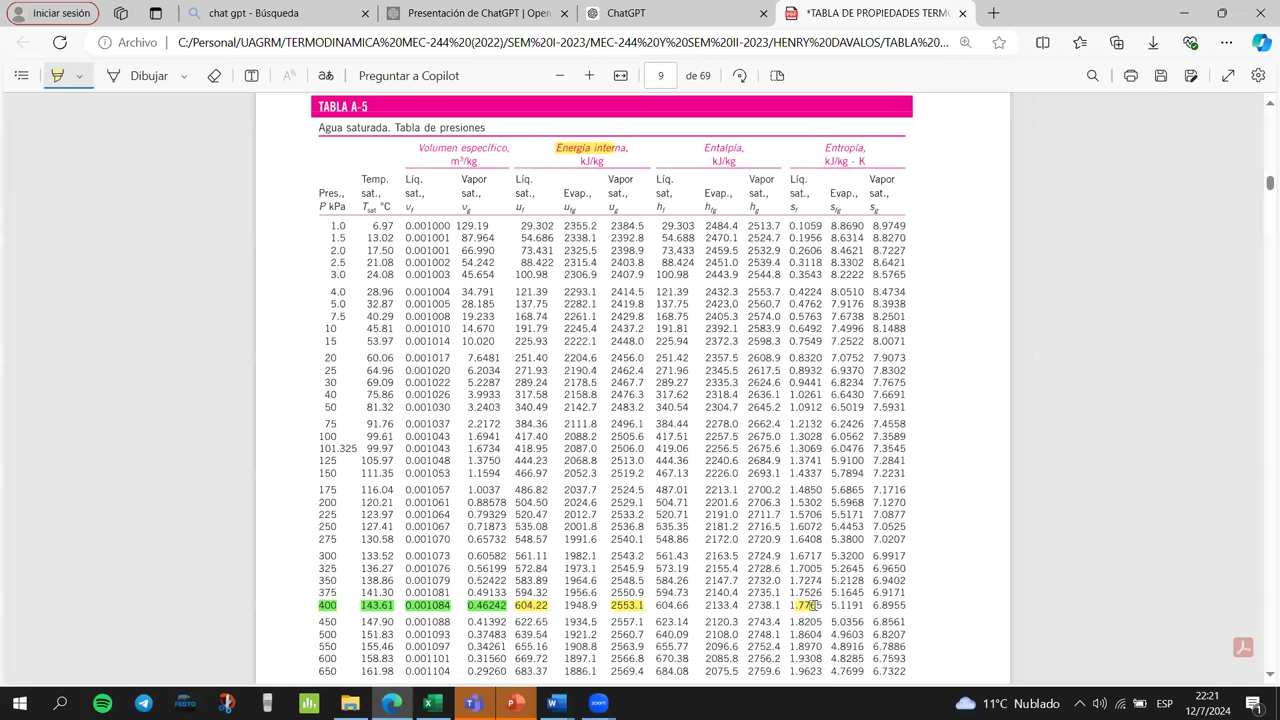 Iniciar sesión
chat gpt - Búsqueda
Presentación de ChatGPT | Open
ChatGPT
*TABLA DE PROPIEDADES TERM
Archivo
C:/Personal/UAGRM/TERMODINAMICA%20MEC-244%20(2022)/SEM%20I-2023/MEC-244%20Y%20SEM%20II-2023/HENRY%20DAVALOS/TABLA%20...
Dibujar
Preguntar a Copilot
9
de 69
TABLA A-5
Agua saturada. Tabla de presiones
Volumen específico, Energía interna, Entalpía, Entropía,
m³/kg kJ/kg kJ/kg kJ/kg · K
Temp. Líq. Vapor Líq. Vapor Líq. Vapor Líq. Vapor
Pres., sat., sat., sat., sat., Evap., sat., sat, Evap., sat., sat., Evap., sat.,
P kPa Tsat °C vf vg uf ufg ug hf hfg hg sf sfg sg
1.0 6.97 0.001000 129.19 29.302 2355.2 2384.5 29.303 2484.4 2513.7 0.1059 8.8690 8.9749
1.5 13.02 0.001001 87.964 54.686 2338.1 2392.8 54.688 2470.1 2524.7 0.1956 8.6314 8.8270
2.0 17.50 0.001001 66.990 73.431 2325.5 2398.9 73.433 2459.5 2532.9 0.2606 8.4621 8.7227
2.5 21.08 0.001002 54.242 88.422 2315.4 2403.8 88.424 2451.0 2539.4 0.3118 8.3302 8.6421
3.0 24.08 0.001003 45.654 100.98 2306.9 2407.9 100.98 2443.9 2544.8 0.3543 8.2222 8.5765
4.0 28.96 0.001004 34.791 121.39 2293.1 2414.5 121.39 2432.3 2553.7 0.4224 8.0510 8.4734
5.0 32.87 0.001005 28.185 137.75 2282.1 2419.8 137.75 2423.0 2560.7 0.4762 7.9176 8.3938
7.5 40.29 0.001008 19.233 168.74 2261.1 2429.8 168.75 2405.3 2574.0 0.5763 7.6738 8.2501
10 45.81 0.001010 14.670 191.79 2245.4 2437.2 191.81 2392.1 2583.9 0.6492 7.4996 8.1488
15 53.97 0.001014 10.020 225.93 2222.1 2448.0 225.94 2372.3 2598.3 0.7549 7.2522 8.0071
20 60.06 0.001017 7.6481 251.40 2204.6 2456.0 251.42 2357.5 2608.9 0.8320 7.0752 7.9073
25 64.96 0.001020 6.2034 271.93 2190.4 2462.4 271.96 2345.5 2617.5 0.8932 6.9370 7.8302
30 69.09 0.001022 5.2287 289.24 2178.5 2467.7 289.27 2335.3 2624.6 0.9441 6.8234 7.7675
40 75.86 0.001026 3.9933 317.58 2158.8 2476.3 317.62 2318.4 2636.1 1.0261 6.6430 7.6691
50 81.32 0.001030 3.2403 340.49 2142.7 2483.2 340.54 2304.7 2645.2 1.0912 6.5019 7.5931
75 91.76 0.001037 2.2172 384.36 2111.8 2496.1 384.44 2278.0 2662.4 1.2132 6.2426 7.4558
100 99.61 0.001043 1.6941 417.40 2088.2 2505.6 417.51 2257.5 2675.0 1.3028 6.0562 7.3589
101.325 99.97 0.001043 1.6734 418.95 2087.0 2506.0 419.06 2256.5 2675.6 1.3069 6.0476 7.3545
125 105.97 0.001048 1.3750 444.23 2068.8 2513.0 444.36 2240.6 2684.9 1.3741 5.9100 7.2841
150 111.35 0.001053 1.1594 466.97 2052.3 2519.2 467.13 2226.0 2693.1 1.4337 5.7894 7.2231
175 116.04 0.001057 1.0037 486.82 2037.7 2524.5 487.01 2213.1 2700.2 1.4850 5.6865 7.1716
200 120.21 0.001061 0.88578 504.50 2024.6 2529.1 504.71 2201.6 2706.3 1.5302 5.5968 7.1270
225 123.97 0.001064 0.79329 520.47 2012.7 2533.2 520.71 2191.0 2711.7 1.5706 5.5171 7.0877
250 127.41 0.001067 0.71873 535.08 2001.8 2536.8 535.35 2181.2 2716.5 1.6072 5.4453 7.0525
275 130.58 0.001070 0.65732 548.57 1991.6 2540.1 548.86 2172.0 2720.9 1.6408 5.3800 7.0207
300 133.52 0.001073 0.60582 561.11 1982.1 2543.2 561.43 2163.5 2724.9 1.6717 5.3200 6.9917
325 136.27 0.001076 0.56199 572.84 1973.1 2545.9 573.19 2155.4 2728.6 1.7005 5.2645 6.9650
350 138.86 0.001079 0.52422 583.89 1964.6 2548.5 584.26 2147.7 2732.0 1.7274 5.2128 6.9402
375 141.30 0.001081 0.49133 594.32 1956.6 2550.9 594.73 2140.4 2735.1 1.7526 5.1645 6.9171
400 143.61 0.001084 0.46242 604.22 1948.9 2553.1 604.66 2133.4 2738.1 5.1191 6.8955
450 147.90 0.001088 0.41392 622.65 1934.5 2557.1 623.14 2120.3 2743.4 1.8205 5.0356 6.8561
500 151.83 0.001093 0.37483 639.54 1921.2 2560.7 640.09 2108.0 2748.1 1.8604 4.9603 6.8207
550 155.46 0.001097 0.34261 655.16 1908.8 2563.9 655.77 2096.6 2752.4 1.8970 4.8916 6.7886
600 158.83 0.001101 0.31560 669.72 1897.1 2566.8 670.38 2085.8 2756.2 1.9308 4.8285 6.7593
650 161.98 0.001104 0.29260 683.37 1886.1 2569.4 684.08 2075.5 2759.6 1.9623 4.7699 6.7322
11°C Nublado
ESP
22:21
12/7/2024